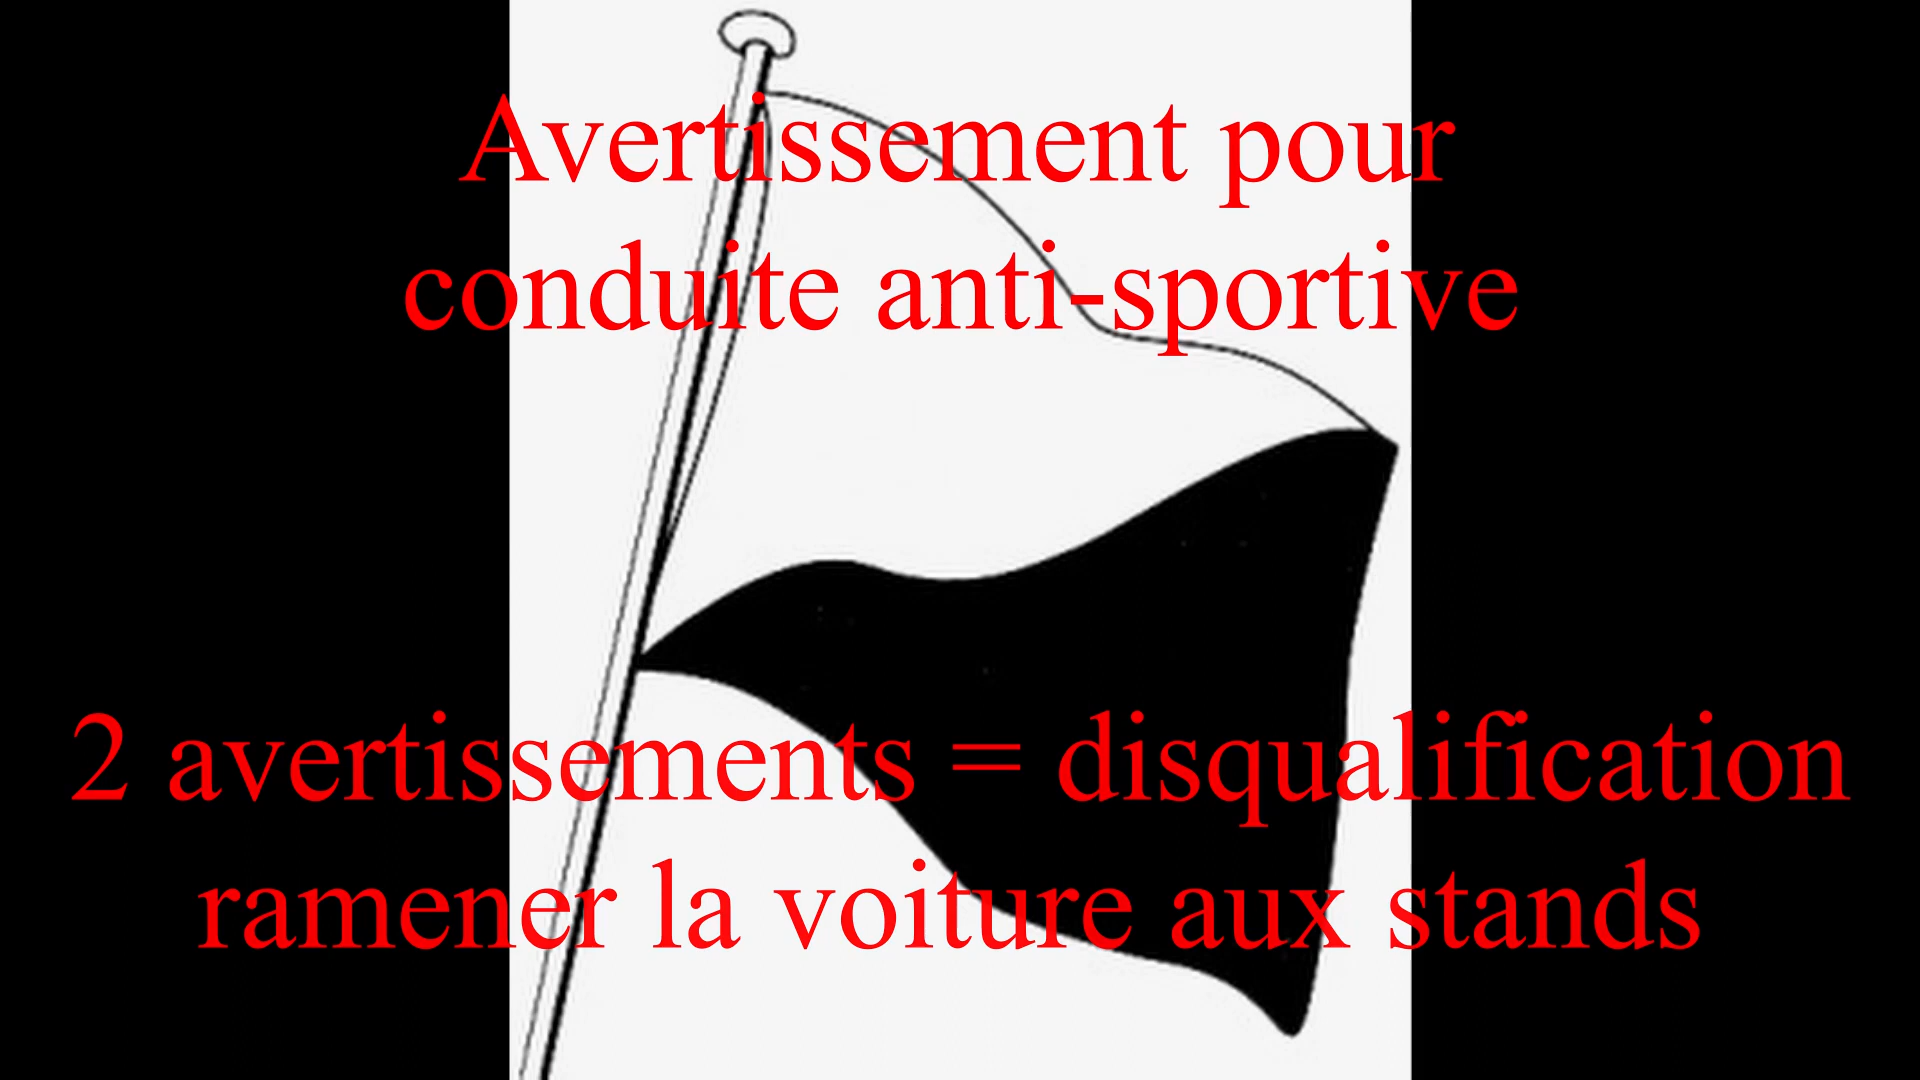 Avertissement pour
conduite anti-sportive
2 avertissements = disqualification
ramener la voiture aux stands